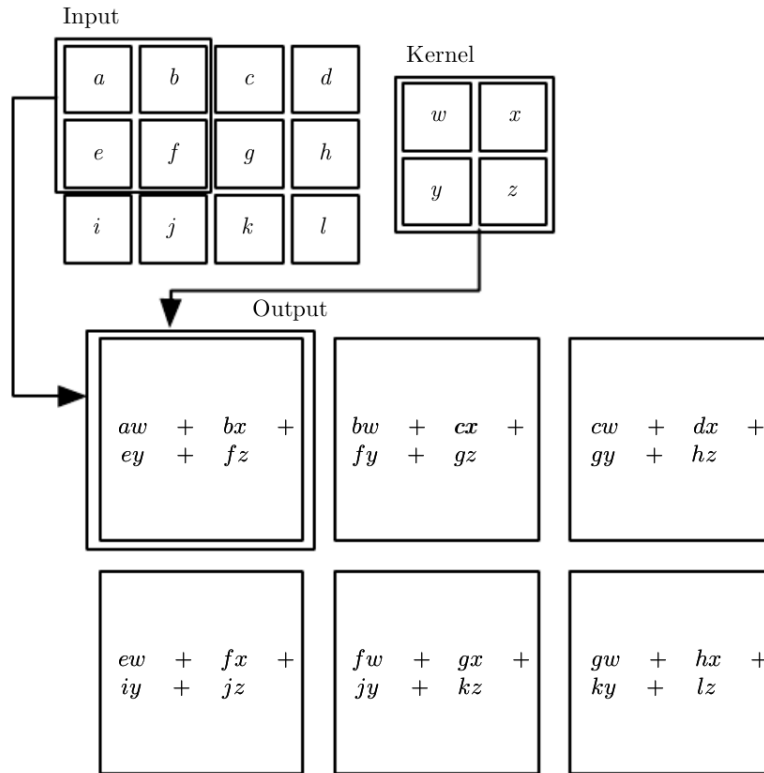 Input
Kernel
a b c d
w x
e f g h
y z
i j k l
Output
aw + bx +
ey + fz
bw + cx +
fy + gz
cw + dx +
gy + hz
ew + fx +
iy + jz
fw + gx +
jy + kz
gw + hx +
ky + lz